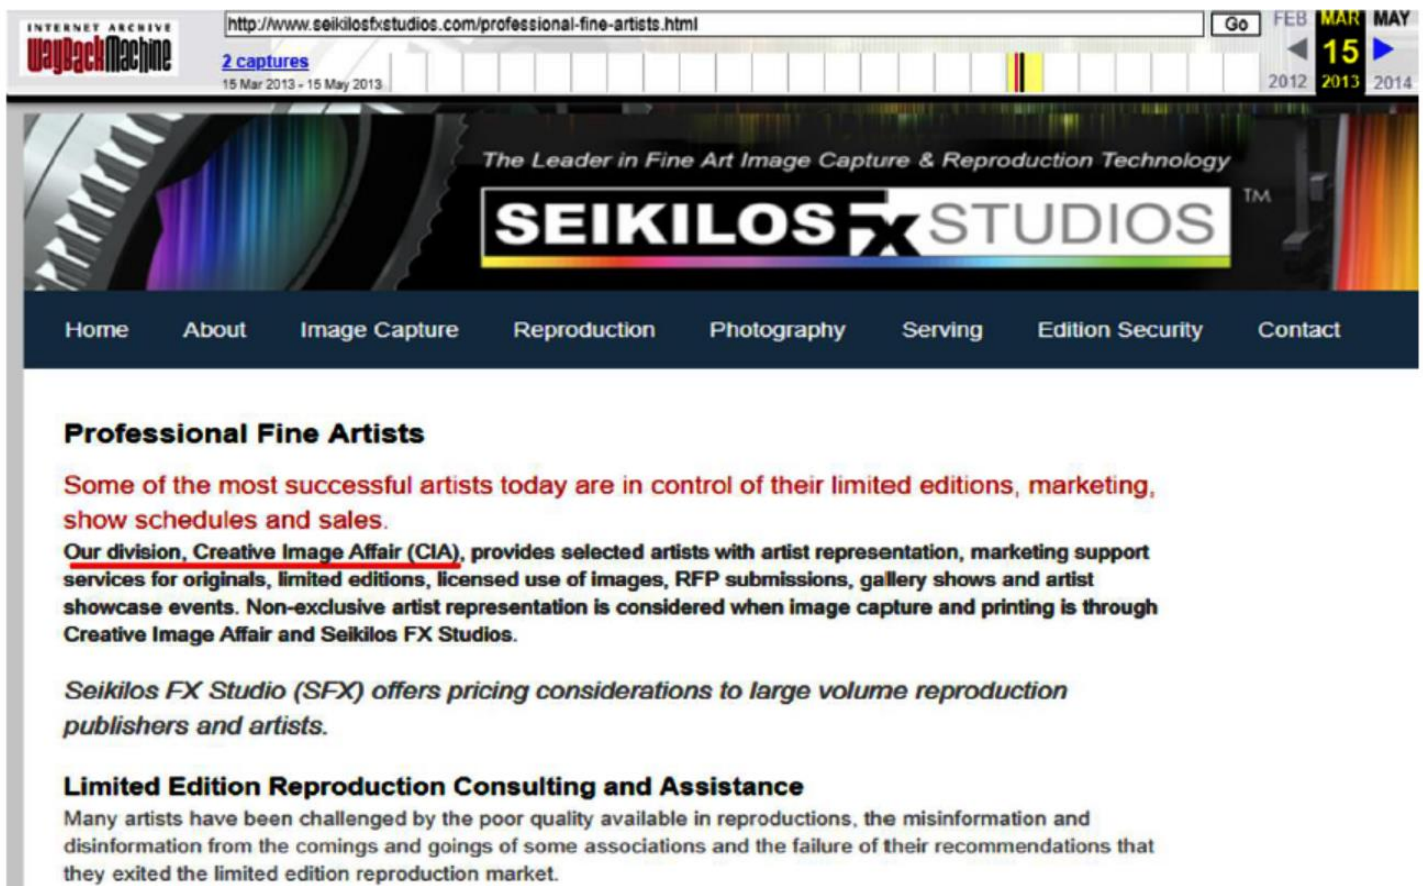 INTERNET ARCHIVE
WayBackMachine
http://www.seikilosfxstudios.com/professional-fine-artists.html
Go
FEB MAR MAY
2 captures
15
15 Mar 2013 - 15 May 2013
2012 2013 2014
The Leader in Fine Art Image Capture & Reproduction Technology
SEIKILOS FX STUDIOS TM
Home About Image Capture Reproduction Photography Serving Edition Security Contact
Professional Fine Artists
Some of the most successful artists today are in control of their limited editions, marketing,
show schedules and sales.
Our division, Creative Image Affair (CIA), provides selected artists with artist representation, marketing support
services for originals, limited editions, licensed use of images, RFP submissions, gallery shows and artist
showcase events. Non-exclusive artist representation is considered when image capture and printing is through
Creative Image Affair and Seikilos FX Studios.
Seikilos FX Studio (SFX) offers pricing considerations to large volume reproduction
publishers and artists.
Limited Edition Reproduction Consulting and Assistance
Many artists have been challenged by the poor quality available in reproductions, the misinformation and
disinformation from the comings and goings of some associations and the failure of their recommendations that
they exited the limited edition reproduction market.